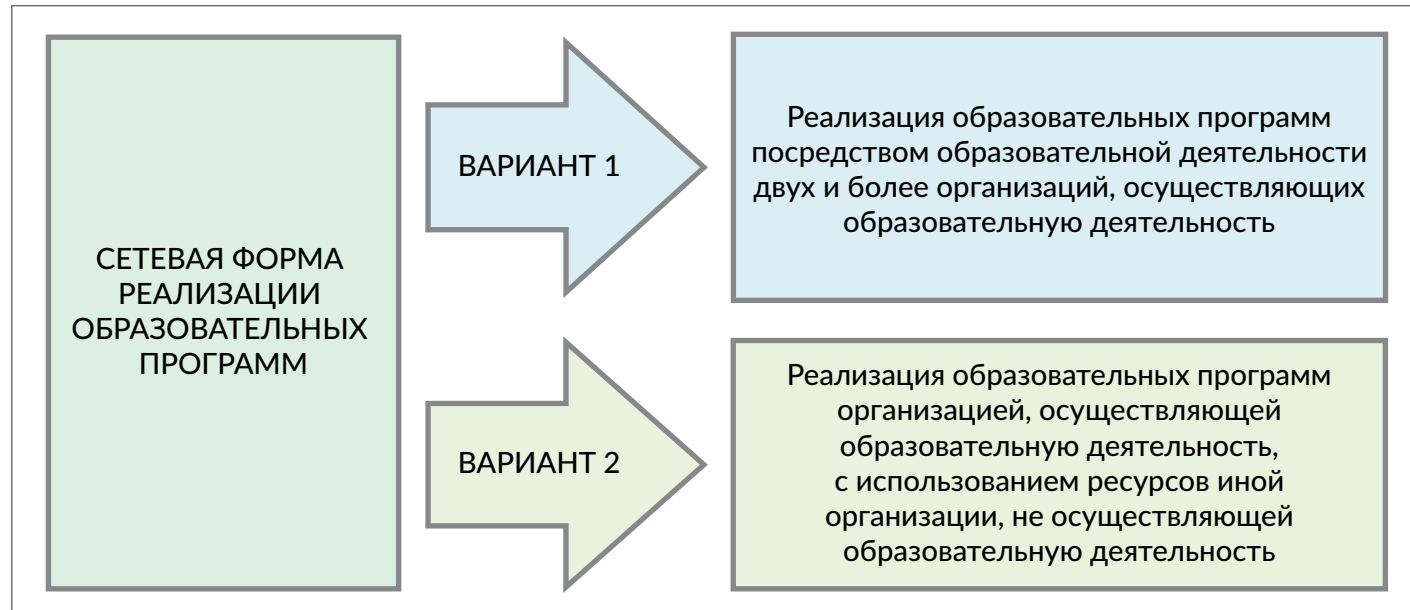 СЕТЕВАЯ ФОРМА
РЕАЛИЗАЦИИ
ОБРАЗОВАТЕЛЬНЫХ
ПРОГРАММ
ВАРИАНТ 1
Реализация образовательных программ
посредством образовательной деятельности
двух и более организаций, осуществляющих
образовательную деятельность
ВАРИАНТ 2
Реализация образовательных программ
организацией, осуществляющей
образовательную деятельность,
с использованием ресурсов иной
организации, не осуществляющей
образовательную деятельность